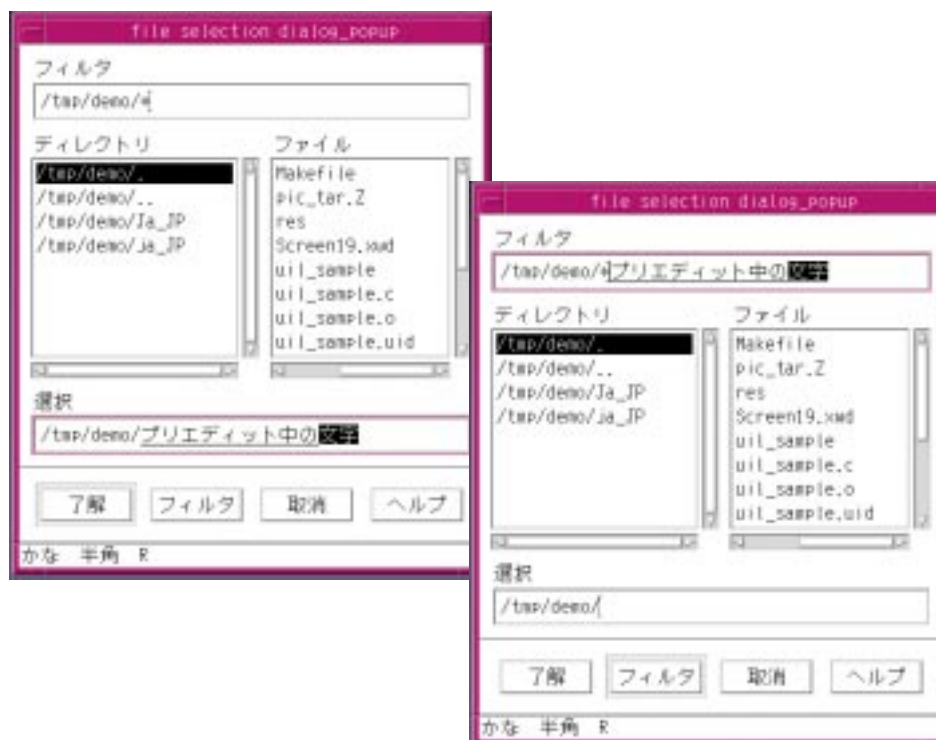 file selection dialog_popup
フィルタ
/tmp/demo/*
ディレクトリ
/tmp/demo/.
/tmp/demo/..
/tmp/demo/Ja_JP
/tmp/demo/ja_JP
ファイル
Makefile
pic_tar.Z
res
Screen19.xwd
uil_sample
uil_sample.c
uil_sample.o
uil_sample.uid
選択
/tmp/demo/プリエディット中の文字
了解 フィルタ 取消 ヘルプ
かな 半角 R
file selection dialog_popup
フィルタ
/tmp/demo/*プリエディット中の文字
ディレクトリ
/tmp/demo/.
/tmp/demo/..
/tmp/demo/Ja_JP
/tmp/demo/ja_JP
ファイル
Makefile
pic_tar.Z
res
Screen19.xwd
uil_sample
uil_sample.c
uil_sample.o
uil_sample.uid
選択
/tmp/demo/
了解 フィルタ 取消 ヘルプ
かな 半角 R